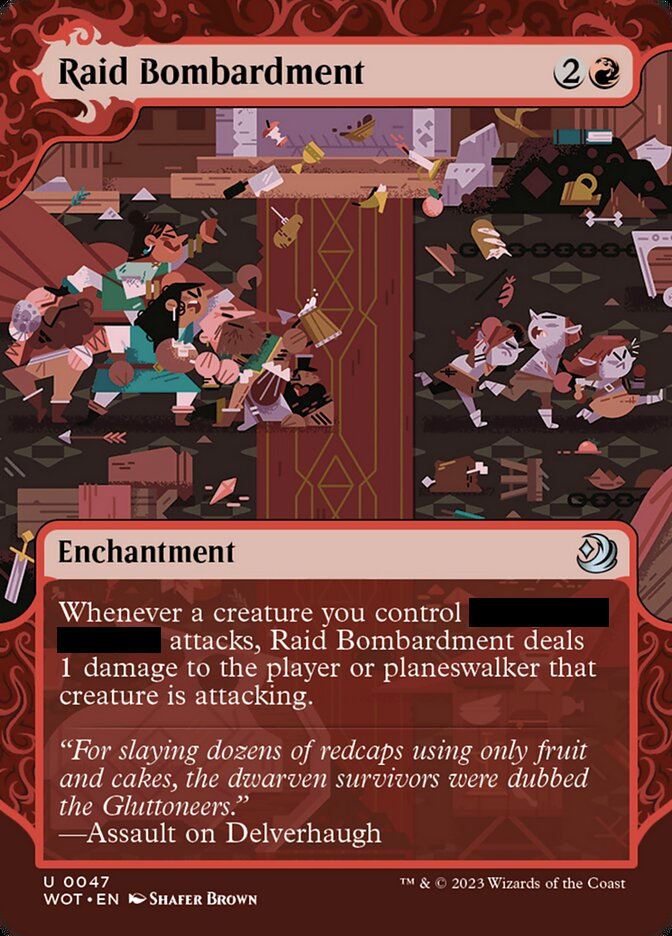 Raid Bombardment
2
Enchantment
Whenever a creature you control
attacks, Raid Bombardment deals
1 damage to the player or planeswalker that
creature is attacking.
“For slaying dozens of redcaps using only fruit
and cakes, the dwarven survivors were dubbed
the Gluttoneers.”
—Assault on Delverhaugh
U 0047
WOT • EN Shafer Brown
™ & © 2023 Wizards of the Coast